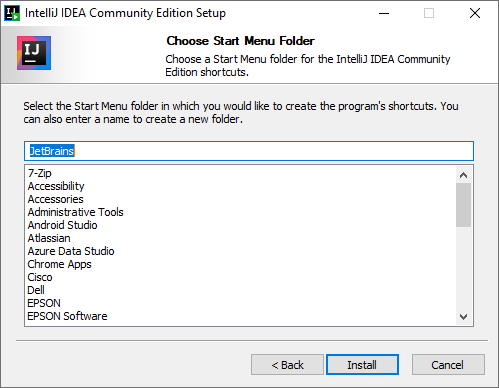 IntelliJ IDEA Community Edition Setup
IJ
Choose Start Menu Folder
Choose a Start Menu folder for the IntelliJ IDEA Community
Edition shortcuts.
Select the Start Menu folder in which you would like to create the program's shortcuts. You
can also enter a name to create a new folder.
JetBrains
7-Zip
Accessibility
Accessories
Administrative Tools
Android Studio
Atlassian
Azure Data Studio
Chrome Apps
Cisco
Dell
EPSON
EPSON Software
< Back
Install
Cancel